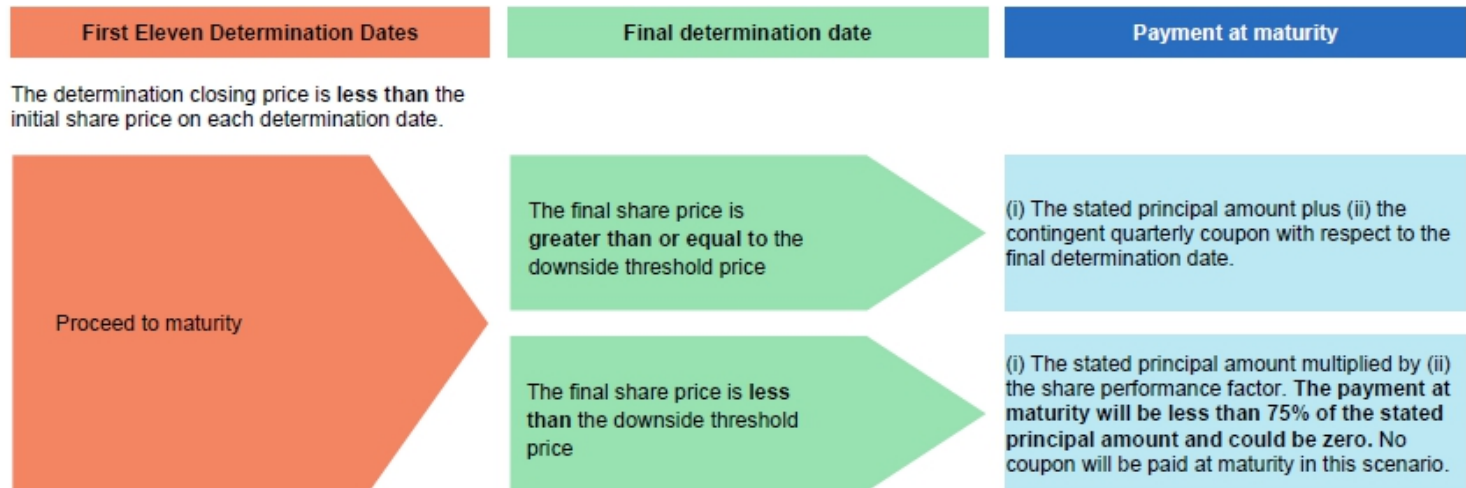 First Eleven Determination Dates
Final determination date
Payment at maturity
The determination closing price is less than the
initial share price on each determination date.
Proceed to maturity
The final share price is
greater than or equal to the
downside threshold price
(i) The stated principal amount plus (ii) the
contingent quarterly coupon with respect to the
final determination date.
The final share price is less
than the downside threshold
price
(i) The stated principal amount multiplied by (ii)
the share performance factor. The payment at
maturity will be less than 75% of the stated
principal amount and could be zero. No
coupon will be paid at maturity in this scenario.